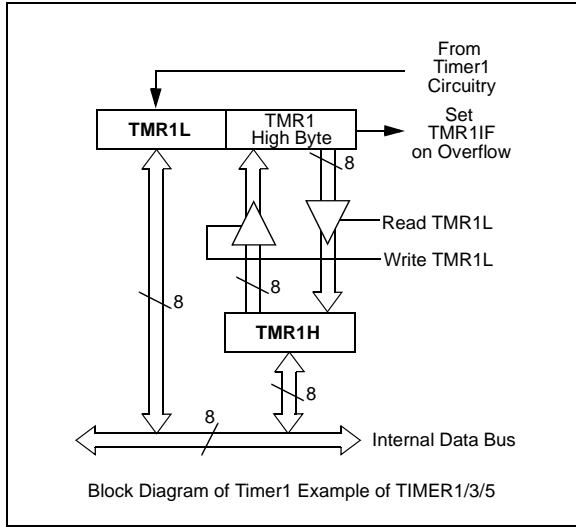 From
Timer1
Circuitry
TMR1L
TMR1
High Byte
Set
TMR1IF
on Overflow
8
Read TMR1L
Write TMR1L
8
8
TMR1H
8
8
Internal Data Bus
Block Diagram of Timer1 Example of TIMER1/3/5